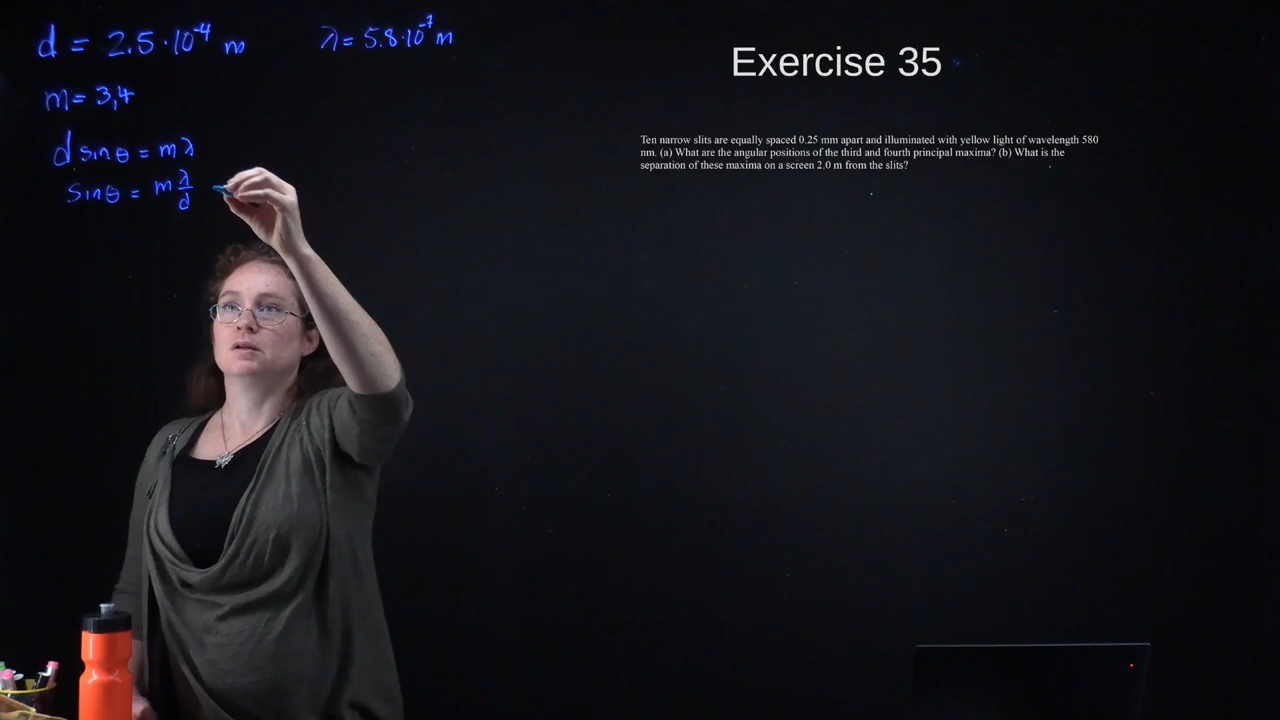 d = 2.5·10⁻⁴ m
λ = 5.8·10⁻⁷ m
m = 3,4
d sin θ = mλ
sin θ = m λ/d
Exercise 35
Ten narrow slits are equally spaced 0.25 mm apart and illuminated with yellow light of wavelength 580
nm. (a) What are the angular positions of the third and fourth principal maxima? (b) What is the
separation of these maxima on a screen 2.0 m from the slits?